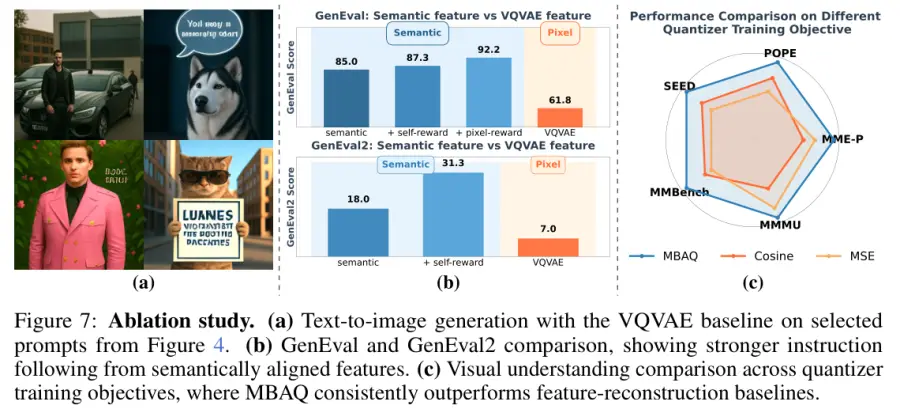 You! away a
LUANES
GenEval: Semantic feature vs VQVAE feature
GenEval Score
Semantic
Pixel
85.0
87.3
92.2
61.8
semantic
+ self-reward
+ pixel-reward
VQVAE
GenEval2: Semantic feature vs VQVAE feature
GenEval2 Score
Semantic
Pixel
18.0
31.3
7.0
semantic
+ self-reward
VQVAE
Performance Comparison on Different
Quantizer Training Objective
POPE
SEED
MME-P
MMBench
MMMU
MBAQ
Cosine
MSE
(a)
(b)
(c)
Figure 7: Ablation study. (a) Text-to-image generation with the VQVAE baseline on selected
prompts from Figure 4. (b) GenEval and GenEval2 comparison, showing stronger instruction
following from semantically aligned features. (c) Visual understanding comparison across quantizer
training objectives, where MBAQ consistently outperforms feature-reconstruction baselines.